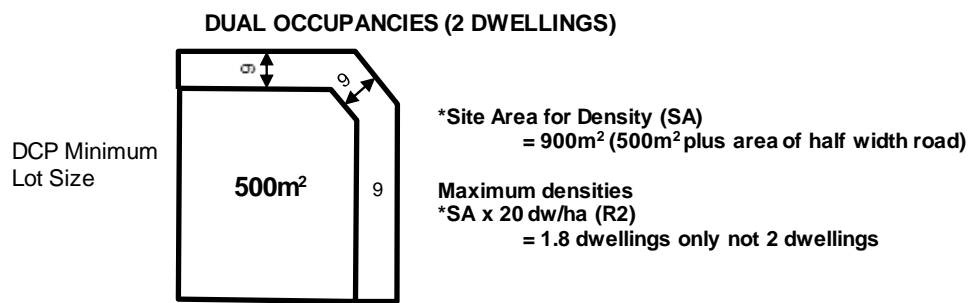 DUAL OCCUPANCIES (2 DWELLINGS)
9
9
*Site Area for Density (SA)
= 900m² (500m² plus area of half width road)
DCP Minimum
Lot Size
500m²
9
Maximum densities
*SA x 20 dw/ha (R2)
= 1.8 dwellings only not 2 dwellings